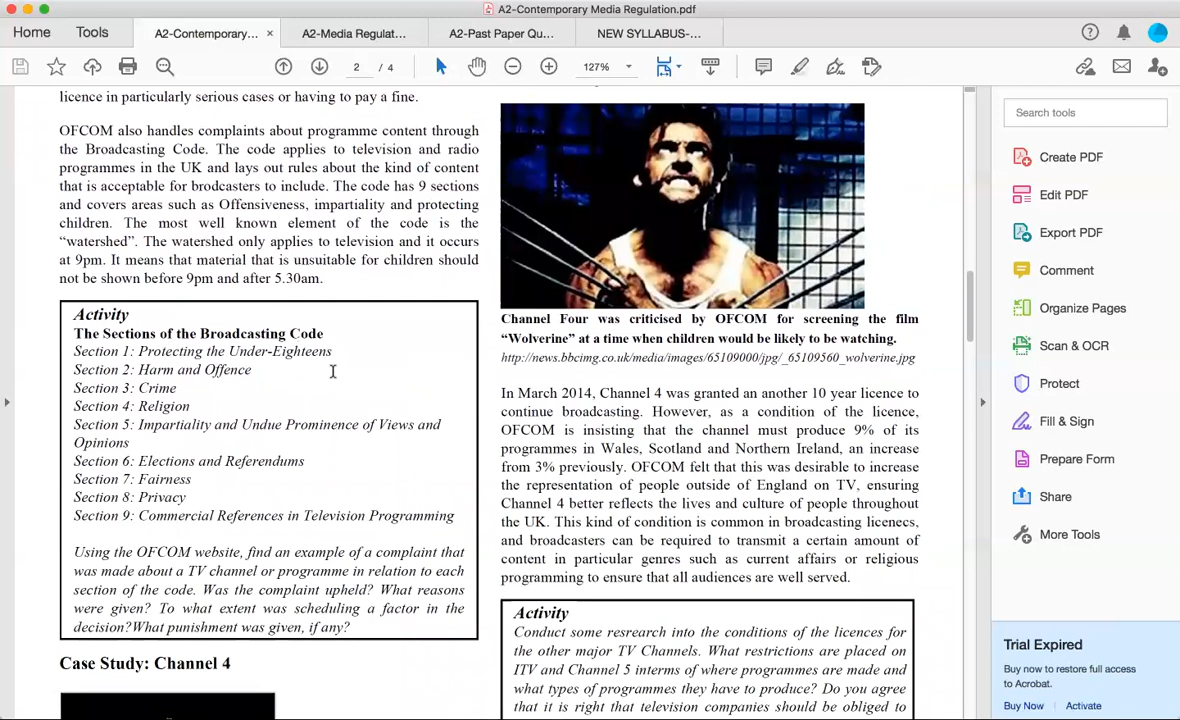 A2-Contemporary Media Regulation.pdf
Home
Tools
A2-Contemporary...
A2-Media Regulat...
A2-Past Paper Qu...
NEW SYLLABUS-...
2 / 4
127%
licence in particularly serious cases or having to pay a fine.
OFCOM also handles complaints about programme content through
the Broadcasting Code. The code applies to television and radio
programmes in the UK and lays out rules about the kind of content
that is acceptable for brodcasters to include. The code has 9 sections
and covers areas such as Offensiveness, impartiality and protecting
children. The most well known element of the code is the
“watershed”. The watershed only applies to television and it occurs
at 9pm. It means that material that is unsuitable for children should
not be shown before 9pm and after 5.30am.
Activity
The Sections of the Broadcasting Code
Section 1: Protecting the Under-Eighteens
Section 2: Harm and Offence
Section 3: Crime
Section 4: Religion
Section 5: Impartiality and Undue Prominence of Views and
Opinions
Section 6: Elections and Referendums
Section 7: Fairness
Section 8: Privacy
Section 9: Commercial References in Television Programming
Using the OFCOM website, find an example of a complaint that
was made about a TV channel or programme in relation to each
section of the code. Was the complaint upheld? What reasons
were given? To what extent was scheduling a factor in the
decision?What punishment was given, if any?
Case Study: Channel 4
Channel Four was criticised by OFCOM for screening the film
“Wolverine” at a time when children would be likely to be watching.
http://news.bbcimg.co.uk/media/images/65109000/jpg/_65109560_wolverine.jpg
In March 2014, Channel 4 was granted an another 10 year licence to
continue broadcasting. However, as a condition of the licence,
OFCOM is insisting that the channel must produce 9% of its
programmes in Wales, Scotland and Northern Ireland, an increase
from 3% previously. OFCOM felt that this was desirable to increase
the representation of people outside of England on TV, ensuring
Channel 4 better reflects the lives and culture of people throughout
the UK. This kind of condition is common in broadcasting licenecs,
and broadcasters can be required to transmit a certain amount of
content in particular genres such as current affairs or religious
programming to ensure that all audiences are well served.
Activity
Conduct some resrearch into the conditions of the licences for
the other major TV Channels. What restrictions are placed on
ITV and Channel 5 interms of where programmes are made and
what types of programmes they have to produce? Do you agree
that it is right that television companies should be obliged to
Search tools
Create PDF
Edit PDF
Export PDF
Comment
Organize Pages
Scan & OCR
Protect
Fill & Sign
Prepare Form
Share
More Tools
Trial Expired
Buy now to restore full access
to Acrobat.
Buy Now
Activate